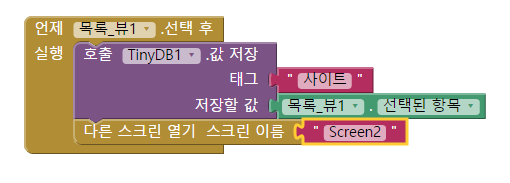 언제 목록_뷰1 .선택 후
실행 호출 TinyDB1 .값 저장
태그 " 사이트 "
저장할 값 목록_뷰1 . 선택된 항목
다른 스크린 열기 스크린 이름 " Screen2 "